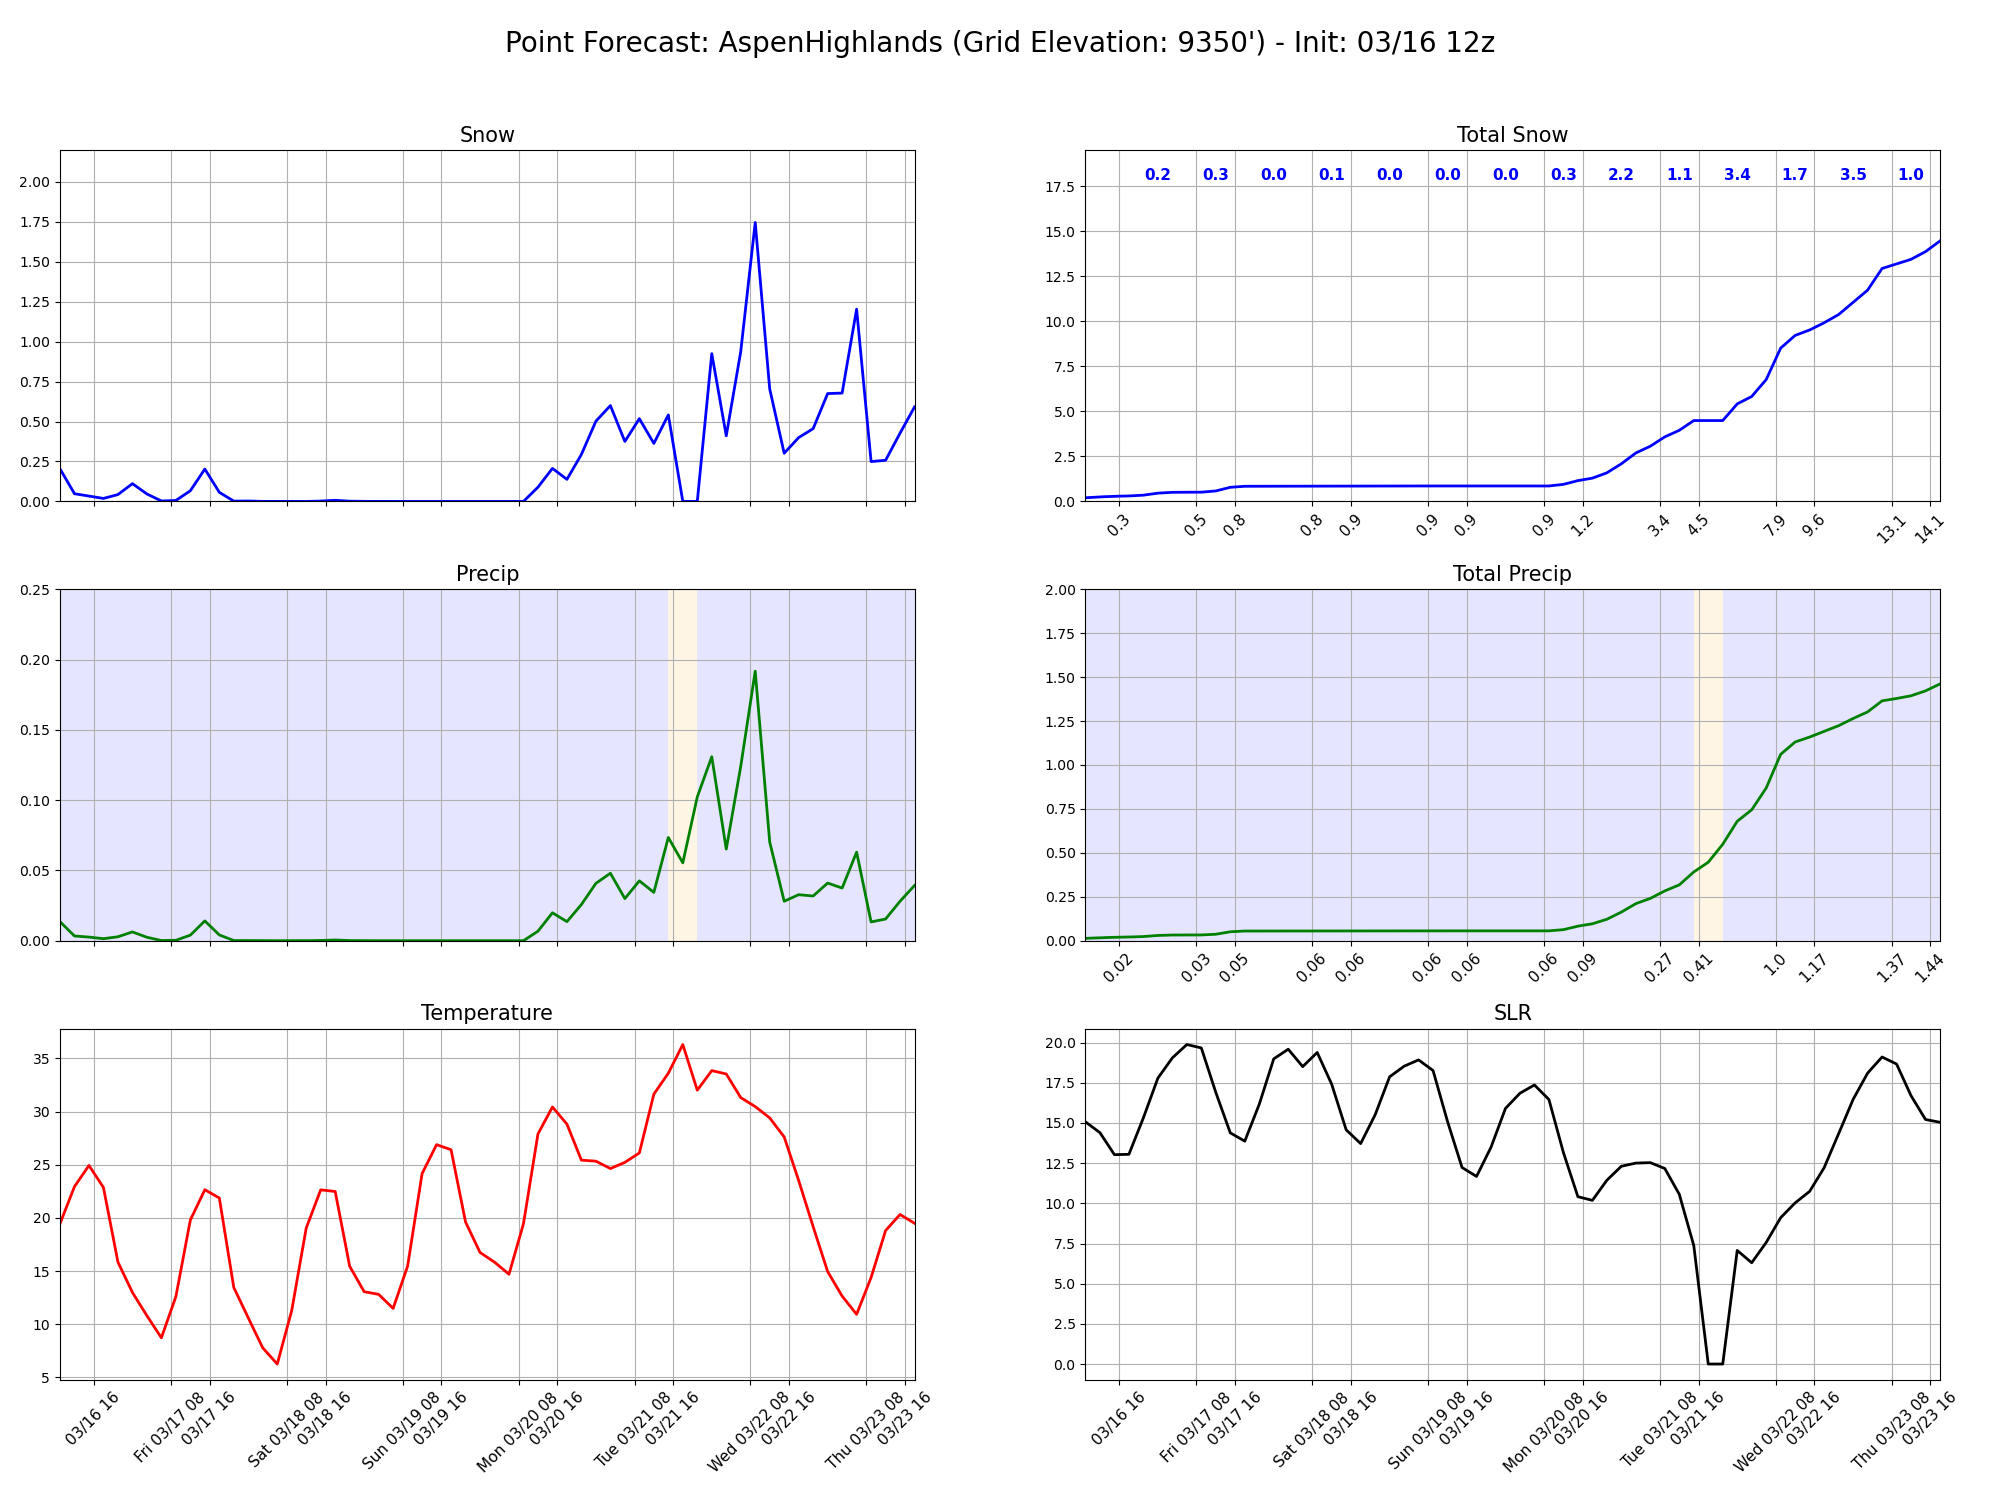 Point Forecast: AspenHighlands (Grid Elevation: 9350') - Init: 03/16 12z
Snow
2.00
1.75
1.50
1.25
1.00
0.75
0.50
0.25
0.00
Total Snow
0.2 0.3 0.0 0.1 0.0 0.0 0.0 0.3 2.2 1.1 3.4 1.7 3.5 1.0
17.5
15.0
12.5
10.0
7.5
5.0
2.5
0.0
0.3 0.5 0.8 0.8 0.9 0.9 0.9 0.9 1.2 3.4 4.5 7.9 9.6 13.1 14.1
Precip
0.25
0.20
0.15
0.10
0.05
0.00
Total Precip
2.00
1.75
1.50
1.25
1.00
0.75
0.50
0.25
0.00
0.02 0.03 0.05 0.06 0.06 0.06 0.06 0.06 0.09 0.27 0.41 1.0 1.17 1.37 1.44
Temperature
35
30
25
20
15
10
5
03/16 16
Fri 03/17 08
03/17 16
Sat 03/18 08
03/18 16
Sun 03/19 08
03/19 16
Mon 03/20 08
03/20 16
Tue 03/21 08
03/21 16
Wed 03/22 08
03/22 16
Thu 03/23 08
03/23 16
SLR
20.0
17.5
15.0
12.5
10.0
7.5
5.0
2.5
0.0
03/16 16
Fri 03/17 08
03/17 16
Sat 03/18 08
03/18 16
Sun 03/19 08
03/19 16
Mon 03/20 08
03/20 16
Tue 03/21 08
03/21 16
Wed 03/22 08
03/22 16
Thu 03/23 08
03/23 16